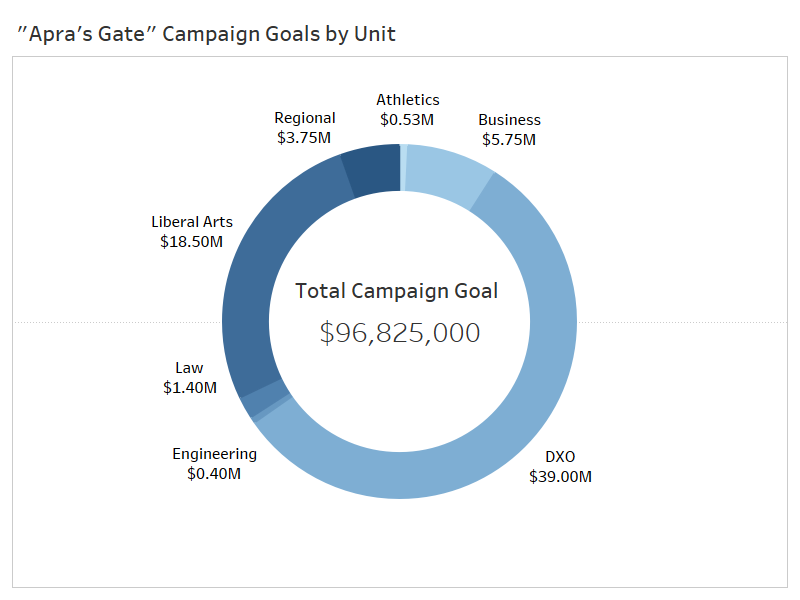 ”Apra’s Gate” Campaign Goals by Unit
Athletics
$0.53M
Regional
$3.75M
Business
$5.75M
Liberal Arts
$18.50M
Total Campaign Goal
$96,825,000
Law
$1.40M
Engineering
$0.40M
DXO
$39.00M